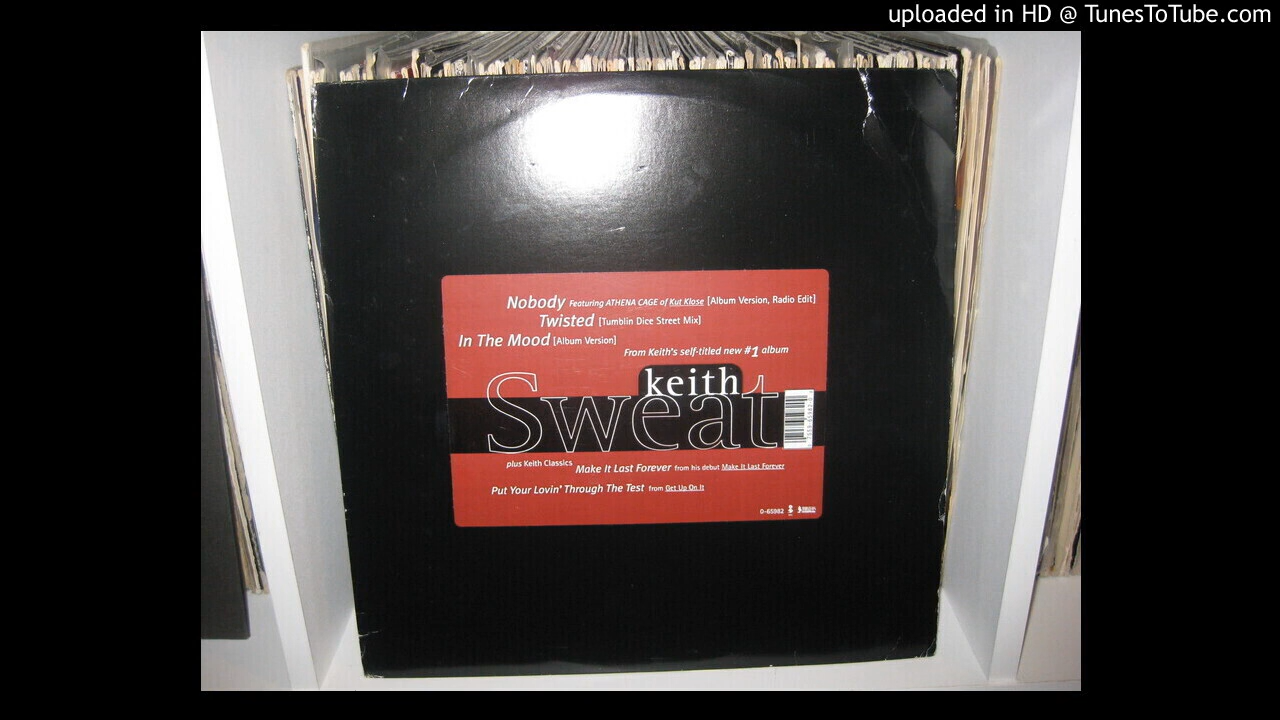 uploaded in HD @ TunesToTube.com
Nobody Featuring ATHENA CAGE of Kut Klose [Album Version, Radio Edit]
Twisted [Tumblin Dice Street Mix]
In The Mood [Album Version]
From Keith's self-titled new #1 album
keith
Sweat
plus Keith Classics Make It Last Forever from his debut Make It Last Forever
Put Your Lovin' Through The Test from Get Up On It
0-65982